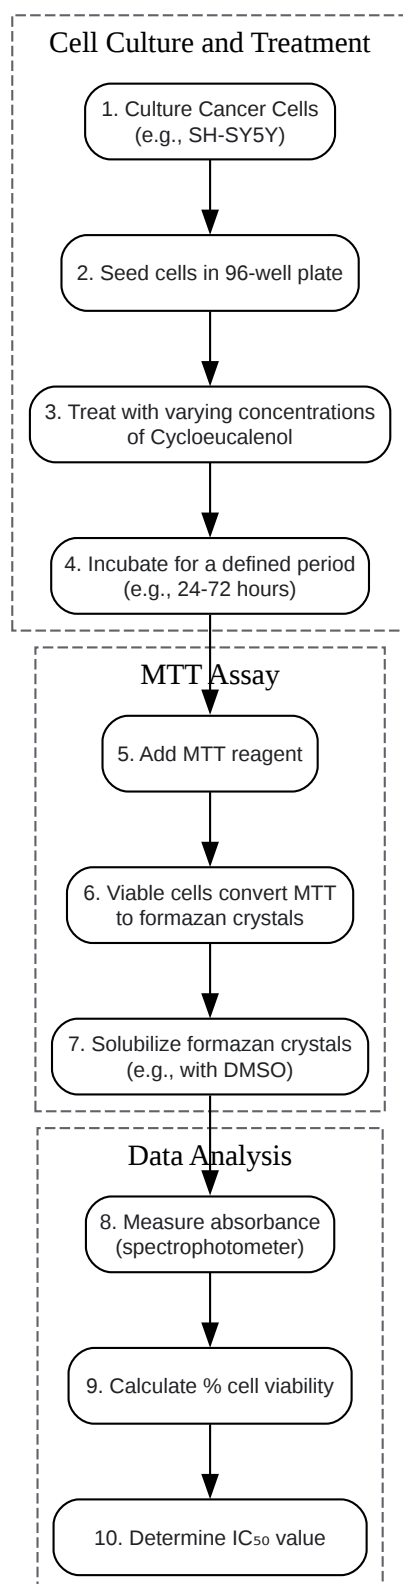 Cell Culture and Treatment
1. Culture Cancer Cells
(e.g., SH-SY5Y)
2. Seed cells in 96-well plate
3. Treat with varying concentrations
of Cycloeucalenol
4. Incubate for a defined period
(e.g., 24-72 hours)
MTT Assay
5. Add MTT reagent
6. Viable cells convert MTT
to formazan crystals
7. Solubilize formazan crystals
(e.g., with DMSO)
Data Analysis
8. Measure absorbance
(spectrophotometer)
9. Calculate % cell viability
10. Determine IC₅₀ value